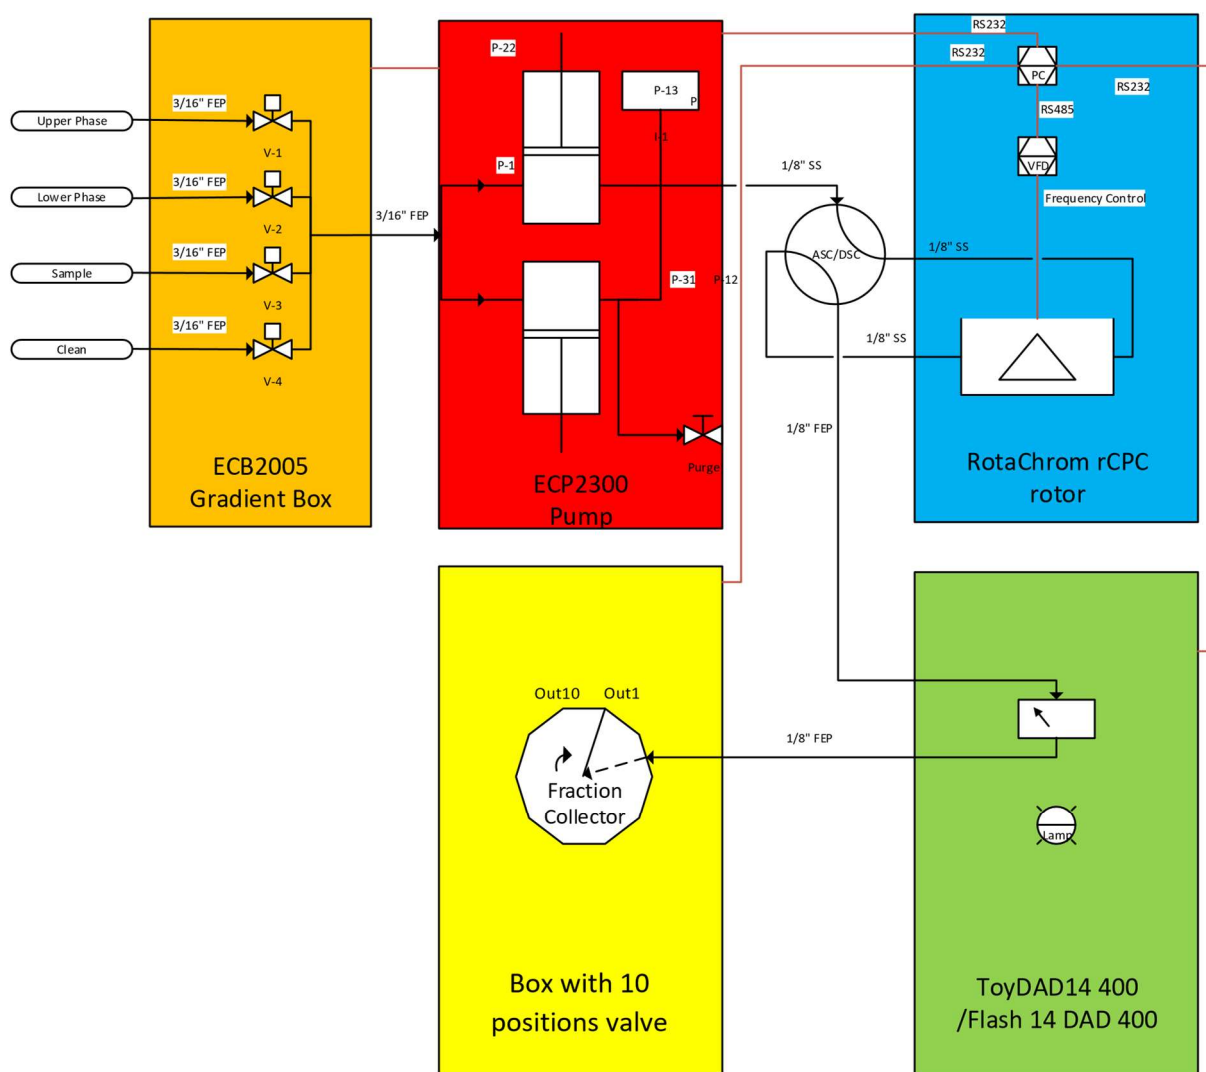 RS232
P-22
RS232
PC
RS232
P-13
P
3/16" FEP
Upper Phase
RS485
I-1
V-1
VFD
P-1
1/8" SS
3/16" FEP
Lower Phase
Frequency Control
3/16" FEP
V-2
1/8" SS
3/16" FEP
ASC/DSC
Sample
P-31
P-12
V-3
3/16" FEP
1/8" SS
Clean
V-4
1/8" FEP
ECB2005
Gradient Box
Purge
RotaChrom rCPC
rotor
ECP2300
Pump
Out10
Out1
1/8" FEP
Fraction
Collector
Lamp
Box with 10
positions valve
ToyDAD14 400
/Flash 14 DAD 400